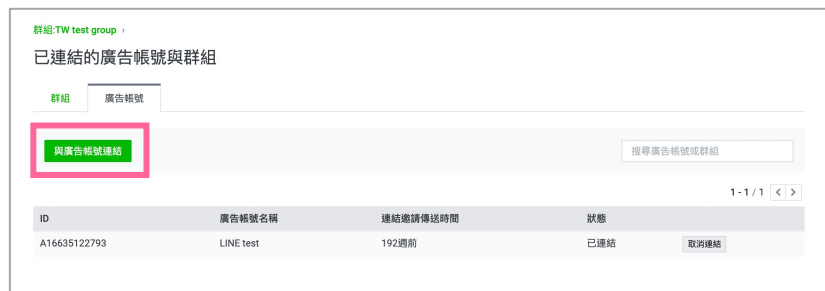 群組:TW test group ›
已連結的廣告帳號與群組
群組 廣告帳號
與廣告帳號連結 搜尋廣告帳號或群組
1 - 1 / 1 < >
ID 廣告帳號名稱 連結邀請傳送時間 狀態
A16635122793 LINE test 192週前 已連結 取消連結